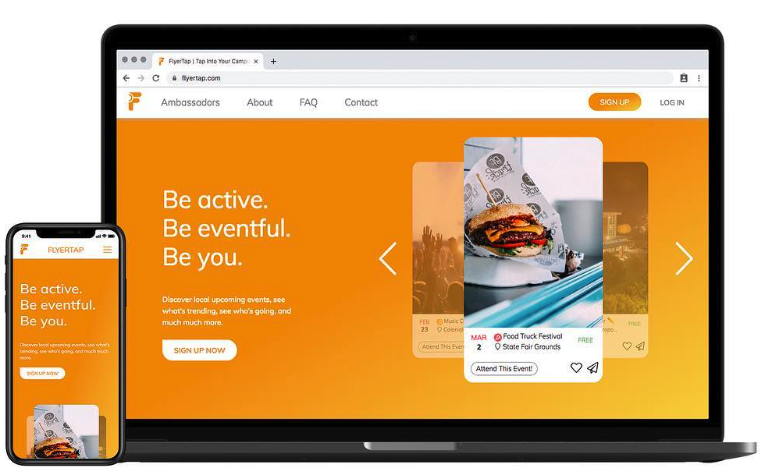 FlyerTap | Tap Into Your Camp
flyertap.com
Ambassadors About FAQ Contact
SIGN UP LOG IN
Be active.
Be eventful.
Be you.
Discover local upcoming events, see
what's trending, see who's going, and
much much more.
SIGN UP NOW
FEB Music
23
Attend This Even
MAR Food Truck Festival FREE
2 State Fair Grounds
Attend This Event!
FREE
9:41
FLYERTAP
Be active.
Be eventful.
Be you.
Discover local upcoming events, see what's
trending, see who's going, and much much
more.
SIGN UP NOW